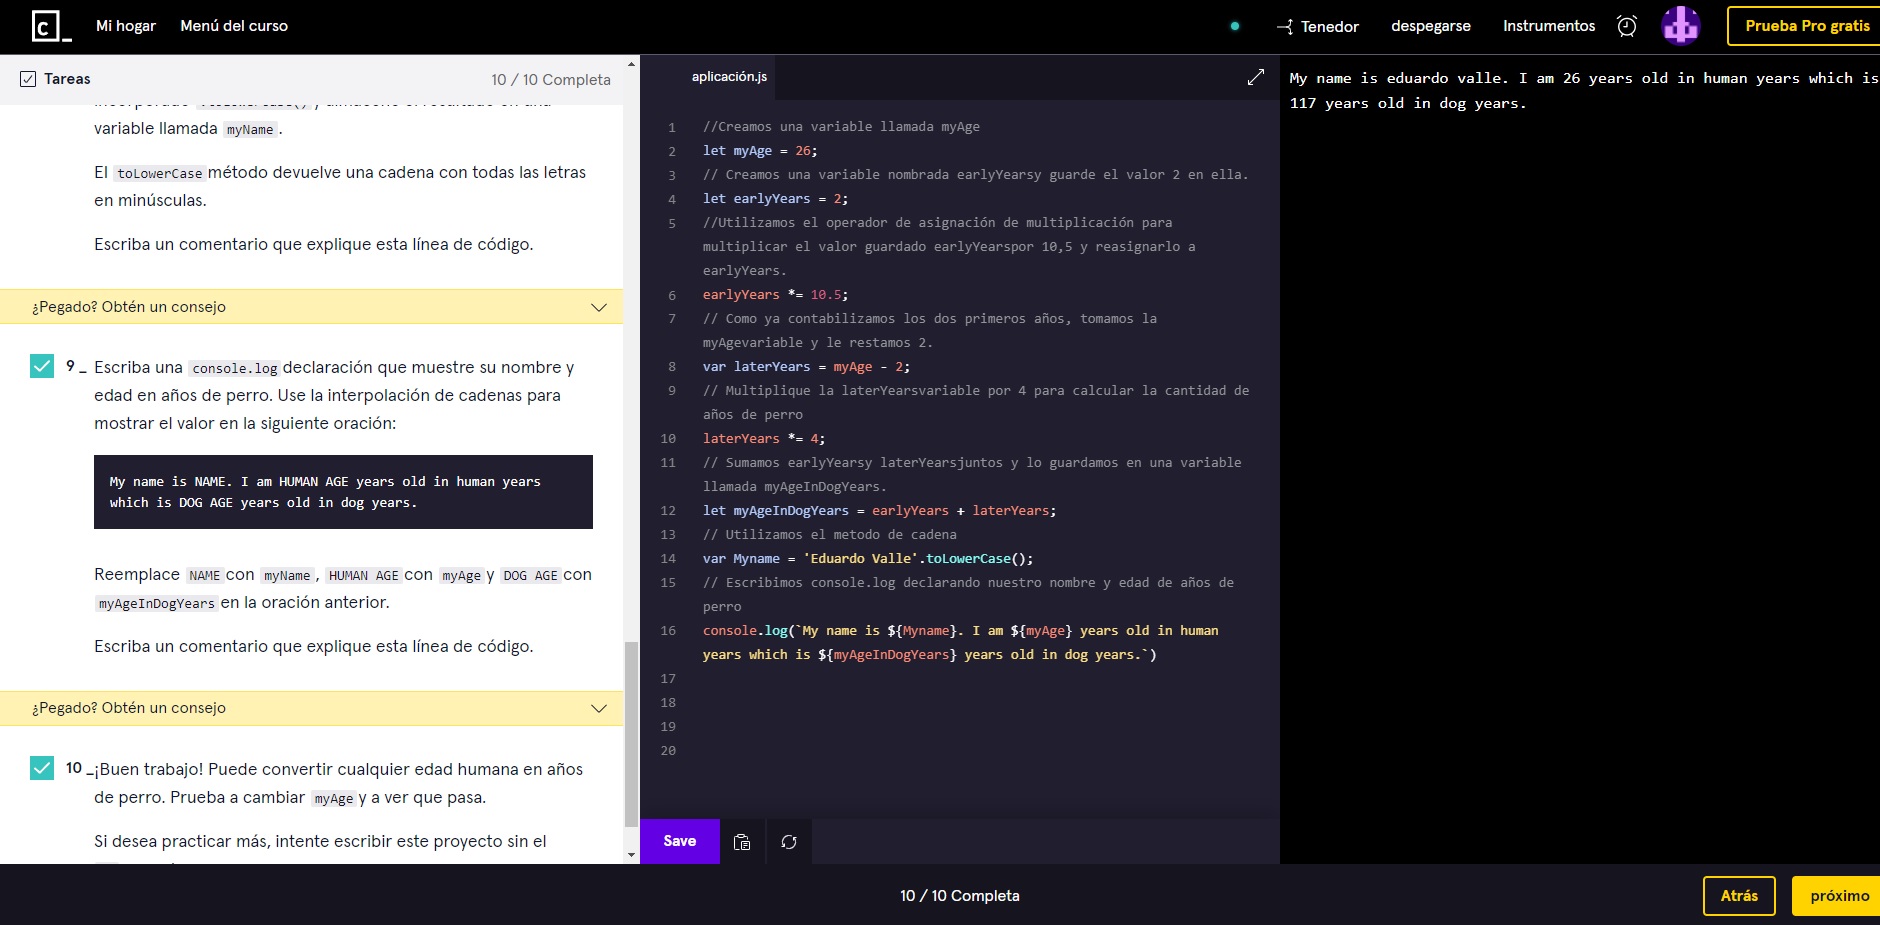 c_
Mi hogar
Menú del curso
Tenedor
despegarse
Instrumentos
Prueba Pro gratis
Tareas
10 / 10 Completa
variable llamada myName .
El toLowerCase método devuelve una cadena con todas las letras
en minúsculas.
Escriba un comentario que explique esta línea de código.
¿Pegado? Obtén un consejo
9 _ Escriba una console.log declaración que muestre su nombre y
edad en años de perro. Use la interpolación de cadenas para
mostrar el valor en la siguiente oración:
My name is NAME. I am HUMAN AGE years old in human years
which is DOG AGE years old in dog years.
Reemplace NAME con myName , HUMAN AGE con myAge y DOG AGE con
myAgeInDogYears en la oración anterior.
Escriba un comentario que explique esta línea de código.
¿Pegado? Obtén un consejo
10 _ ¡Buen trabajo! Puede convertir cualquier edad humana en años
de perro. Prueba a cambiar myAge y a ver que pasa.
Si desea practicar más, intente escribir este proyecto sin el
aplicación.js
1 //Creamos una variable llamada myAge
2 let myAge = 26;
3 // Creamos una variable nombrada earlyYearsy guarde el valor 2 en ella.
4 let earlyYears = 2;
5 //Utilizamos el operador de asignación de multiplicación para
multiplicar el valor guardado earlyYearspor 10,5 y reasignarlo a
earlyYears.
6 earlyYears *= 10.5;
7 // Como ya contabilizamos los dos primeros años, tomamos la
myAgevariable y le restamos 2.
8 var laterYears = myAge - 2;
9 // Multiplique la laterYearsvariable por 4 para calcular la cantidad de
años de perro
10 laterYears *= 4;
11 // Sumamos earlyYearsy laterYearsjuntos y lo guardamos en una variable
llamada myAgeInDogYears.
12 let myAgeInDogYears = earlyYears + laterYears;
13 // Utilizamos el metodo de cadena
14 var Myname = 'Eduardo Valle'.toLowerCase();
15 // Escribimos console.log declarando nuestro nombre y edad de años de
perro
16 console.log(`My name is ${Myname}. I am ${myAge} years old in human
years which is ${myAgeInDogYears} years old in dog years.`)
17
18
19
20
Save
My name is eduardo valle. I am 26 years old in human years which is
117 years old in dog years.
10 / 10 Completa
Atrás
próximo